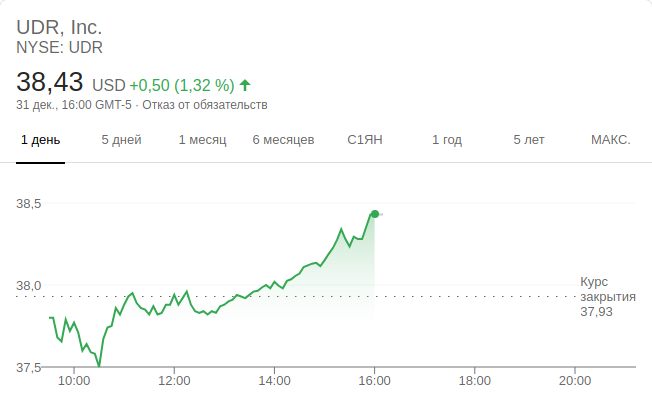 UDR, Inc.
NYSE: UDR
38,43 USD +0,50 (1,32 %)
31 дек., 16:00 GMT-5 · Отказ от обязательств
1 день 5 дней 1 месяц 6 месяцев С1ЯН 1 год 5 лет МАКС.
38,5
38,0
Курс
закрытия
37,93
37,5
10:00 12:00 14:00 16:00 18:00 20:00